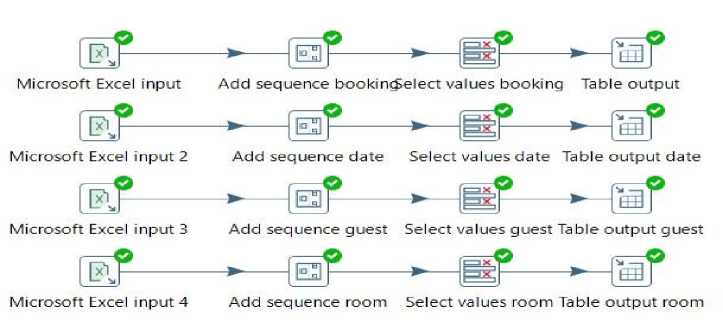 Microsoft Excel input Add sequence booking Select values booking Table output
Microsoft Excel input 2 Add sequence date Select values date Table output date
Microsoft Excel input 3 Add sequence guest Select values guest Table output guest
Microsoft Excel input 4 Add sequence room Select values room Table output room